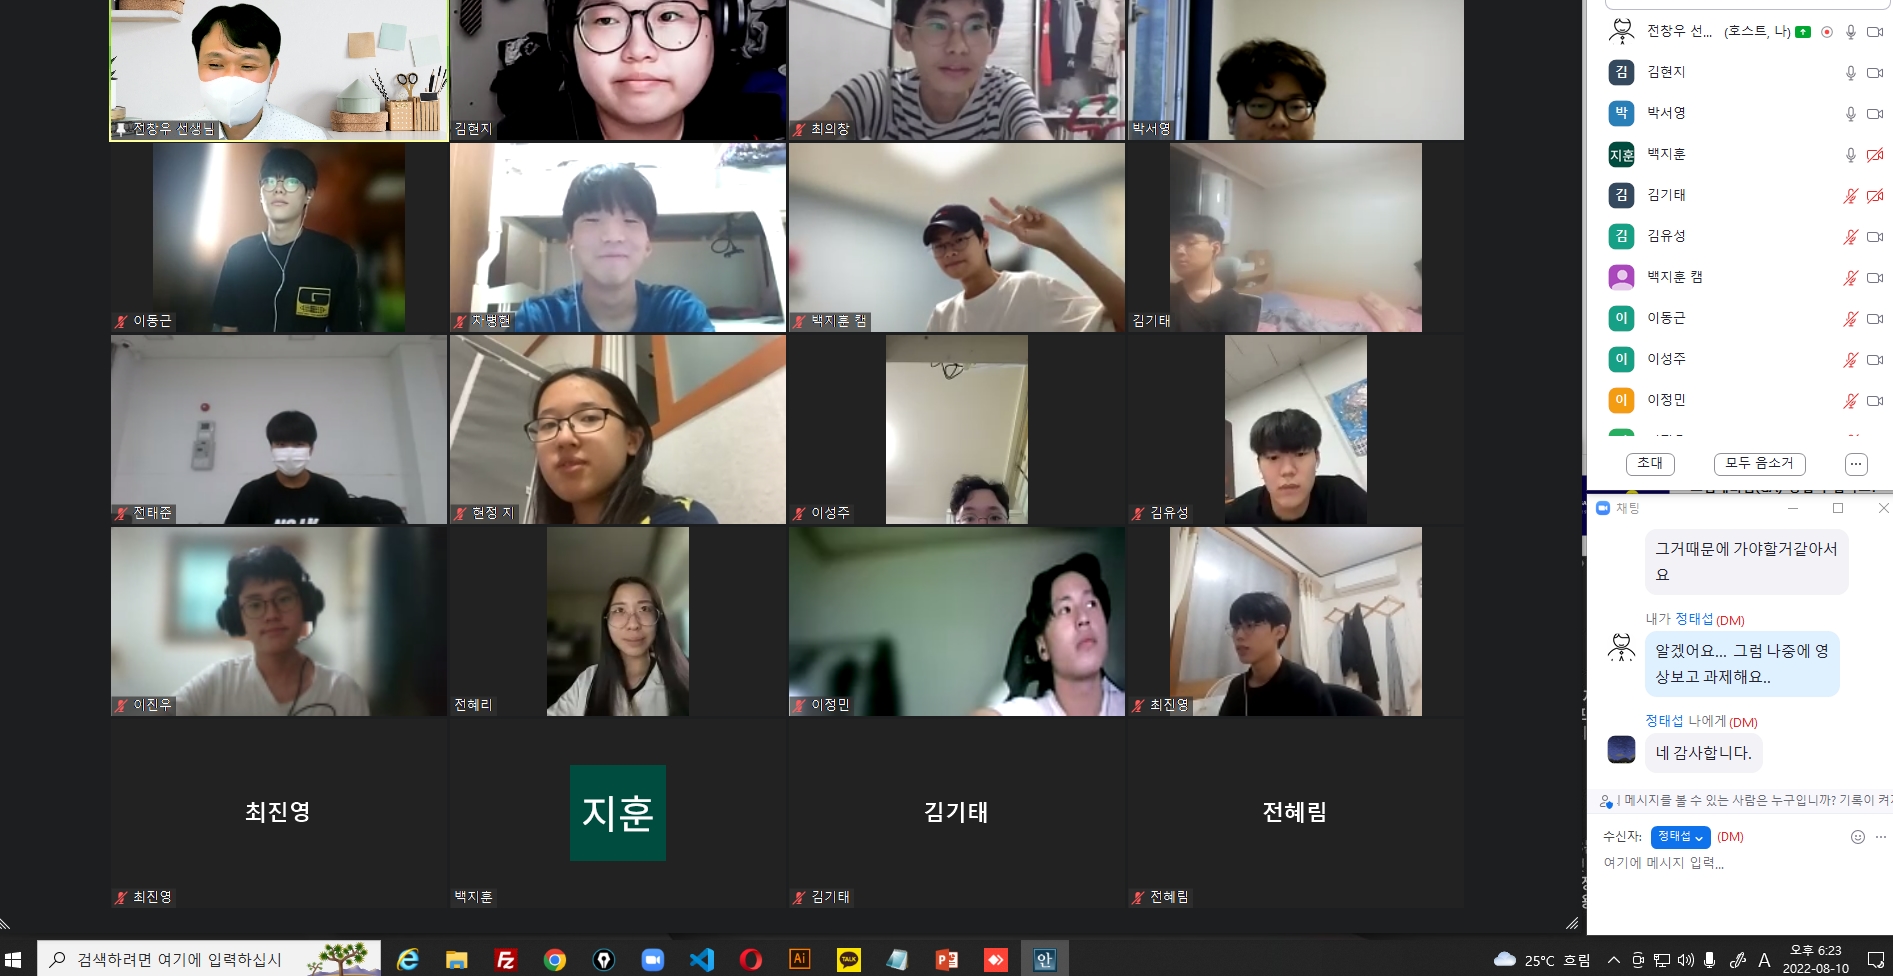 전창우 선생님
김현지
최의창
박서영
이동근
차병현
백지훈 캠
김기태
전태준
현정 지
이성주
김유성
이진우
전혜리
이정민
최진영
최진영
지훈
김기태
전혜림
최진영
백지훈
김기태
전혜림
전창우 선... (호스트, 나)
김 김현지
박 박서영
지훈 백지훈
김 김기태
김 김유성
백지훈 캠
이 이동근
이 이성주
이 이정민
초대
모두 음소거
...
채팅
그거때문에 가야할거같아서
요
내가 정태섭 (DM)
알겠어요... 그럼 나중에 영
상보고 과제해요..
정태섭 나에게 (DM)
네 감사합니다.
메시지를 볼 수 있는 사람은 누구입니까? 기록이 켜
수신자: 정태섭 (DM)
여기에 메시지 입력...
검색하려면 여기에 입력하십시
Fz
Ai
TALK
안
25°C 흐림
A
오후 6:23
2022-08-10